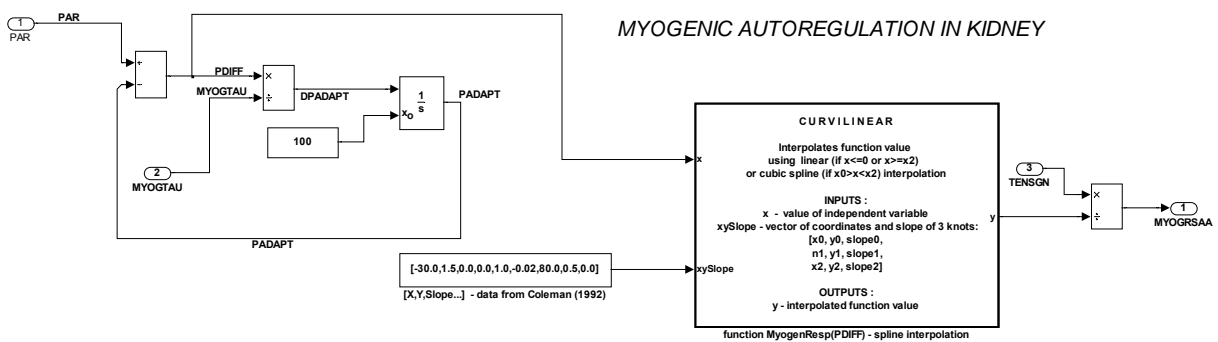 MYOGENIC AUTOREGULATION IN KIDNEY
1
PAR
PAR
+
−
PDIFF
MYOGTAU
×
÷
DPADAPT
1
s
xo
PADAPT
100
2
MYOGTAU
PADAPT
[-30.0,1.5,0.0,0.0,1.0,-0.02,80.0,0.5,0.0]
[X,Y,Slope...] - data from Coleman (1992)
x
xySlope
y
CURVILINEAR
Interpolates function value
using linear (if x<=0 or x>=x2)
or cubic spline (if x0>x<x2) interpolation
INPUTS :
x - value of independent variable
xySlope - vector of coordinates and slope of 3 knots:
[x0, y0, slope0,
n1, y1, slope1,
x2, y2, slope2]
OUTPUTS :
y - interpolated function value
function MyogenResp(PDIFF) - spline interpolation
3
TENSGN
×
÷
1
MYOGRSAA